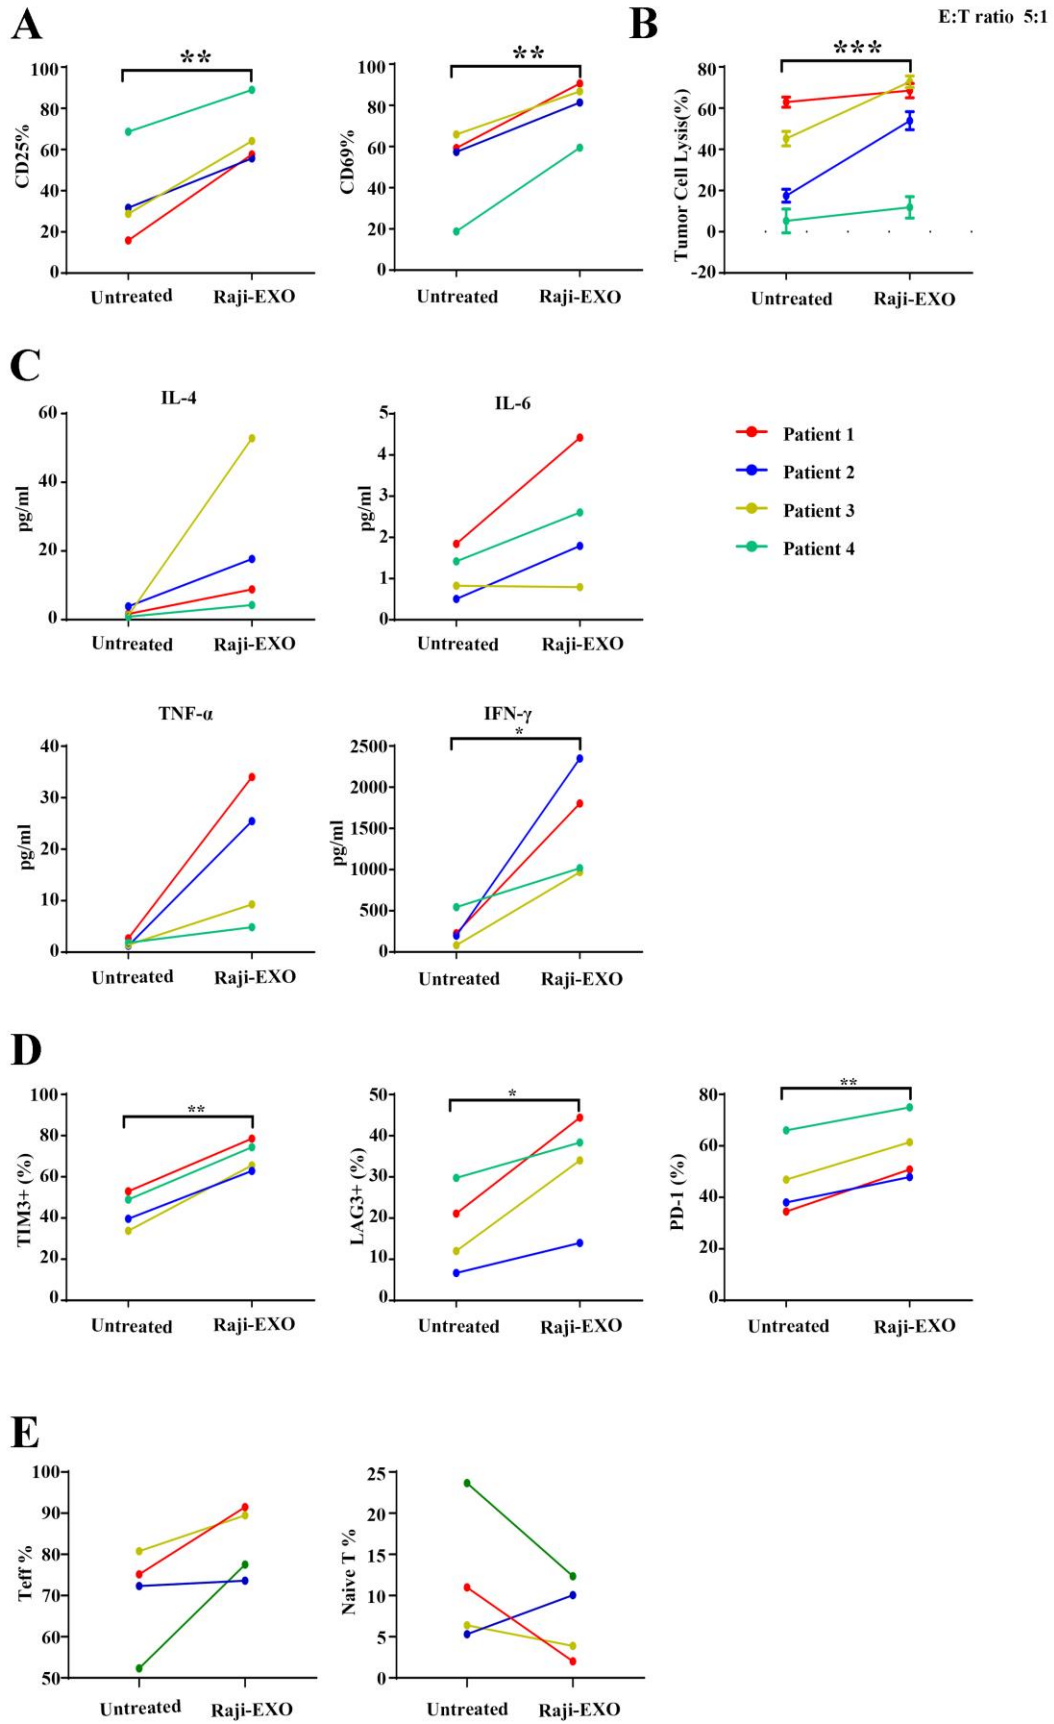 A
B
E:T ratio 5:1
**
100
80
60
40
20
0
CD25%
Untreated
Raji-EXO
**
100
80
60
40
20
0
CD69%
Untreated
Raji-EXO
***
80
60
40
20
0
-20
Tumor Cell Lysis(%)
Untreated
Raji-EXO
C
IL-4
60
40
20
0
pg/ml
Untreated
Raji-EXO
IL-6
5
4
3
2
1
0
pg/ml
Untreated
Raji-EXO
Patient 1
Patient 2
Patient 3
Patient 4
TNF-α
40
30
20
10
0
pg/ml
Untreated
Raji-EXO
IFN-γ
*
2500
2000
1500
1000
500
0
pg/ml
Untreated
Raji-EXO
D
**
100
80
60
40
20
0
TIM3+ (%)
Untreated
Raji-EXO
*
50
40
30
20
10
0
LAG3+ (%)
Untreated
Raji-EXO
**
80
60
40
20
0
PD-1 (%)
Untreated
Raji-EXO
E
100
90
80
70
60
50
Teff %
Untreated
Raji-EXO
25
20
15
10
5
0
Naive T %
Untreated
Raji-EXO